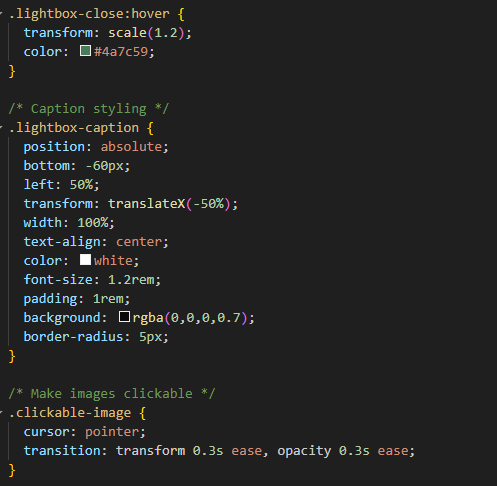 .lightbox-close:hover {
  transform: scale(1.2);
  color: #4a7c59;
}

/* Caption styling */
.lightbox-caption {
  position: absolute;
  bottom: -60px;
  left: 50%;
  transform: translateX(-50%);
  width: 100%;
  text-align: center;
  color: white;
  font-size: 1.2rem;
  padding: 1rem;
  background: rgba(0,0,0,0.7);
  border-radius: 5px;
}

/* Make images clickable */
.clickable-image {
  cursor: pointer;
  transition: transform 0.3s ease, opacity 0.3s ease;
}